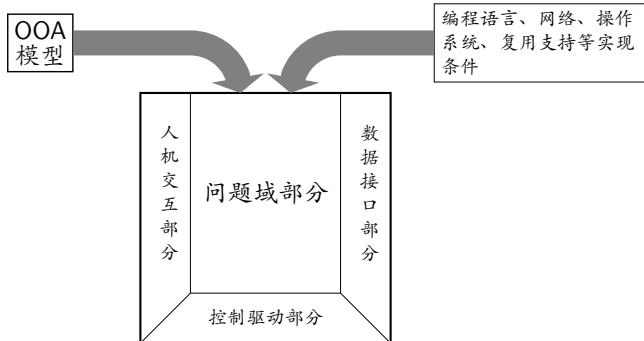 OOA
模型
编程语言、网络、操作
系统、复用支持等实现
条件
人机交互部分
问题域部分
数据接口部分
控制驱动部分